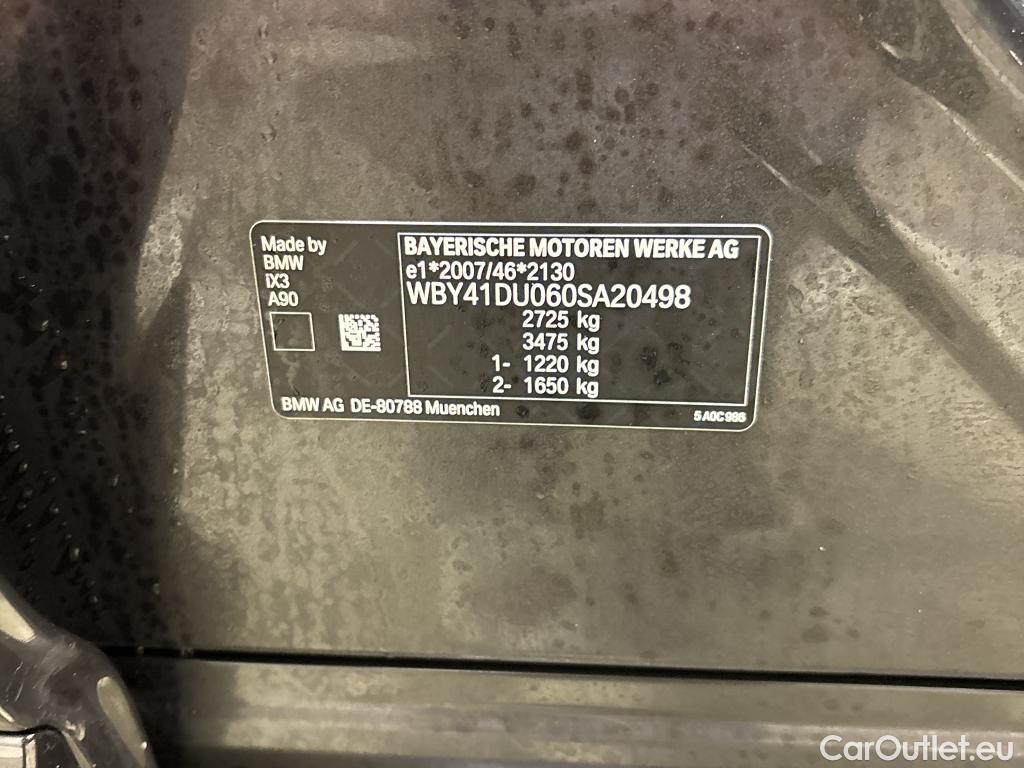 Made by
BMW
iX3
A90
BAYERISCHE MOTOREN WERKE AG
e1*2007/46*2130
WBY41DU060SA20498
2725 kg
3475 kg
1- 1220 kg
2- 1650 kg
BMW AG DE-80788 Muenchen
5A0C986
CarOutlet.eu